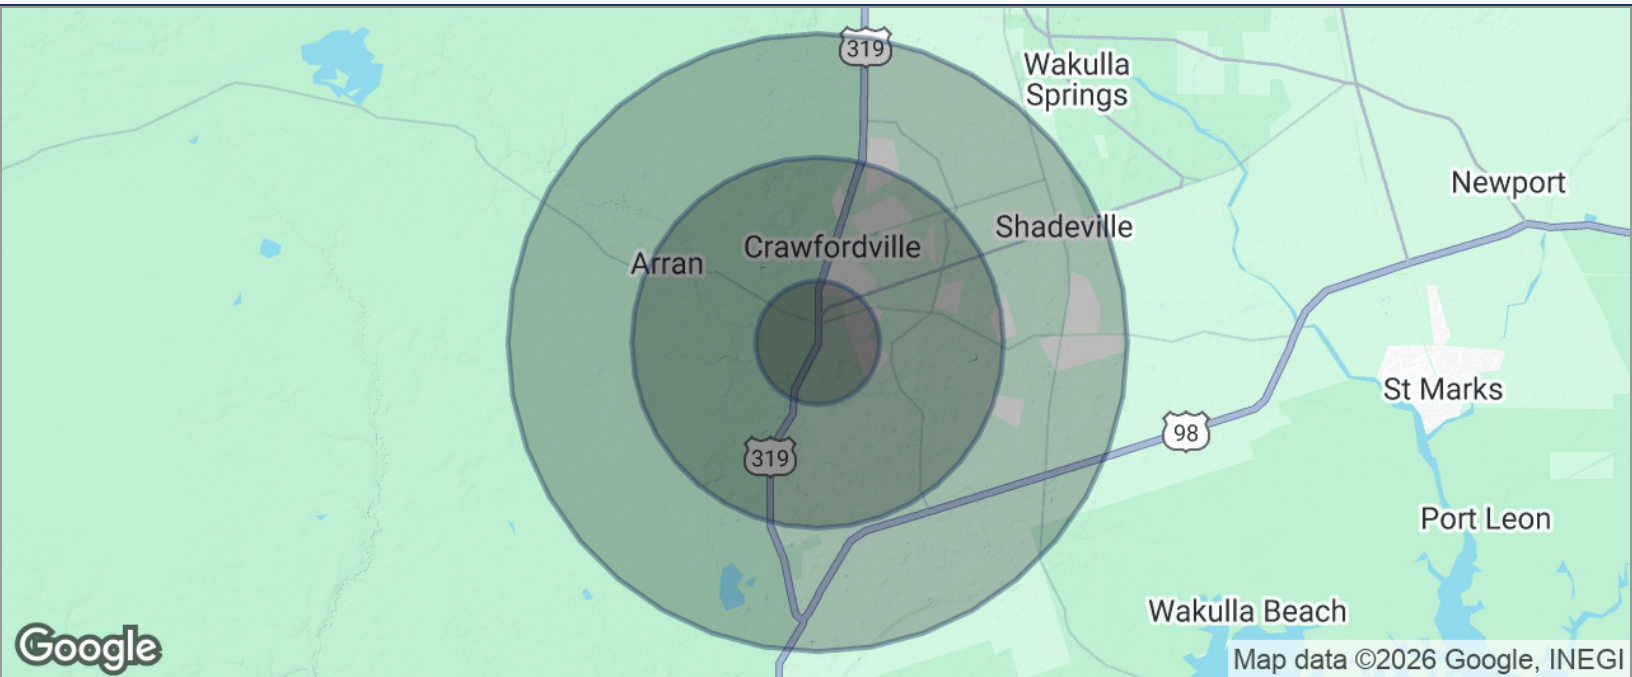 319
Wakulla
Springs
Newport
Shadeville
Crawfordville
Arran
St Marks
98
319
Port Leon
Wakulla Beach
Google
Map data ©2026 Google, INEGI